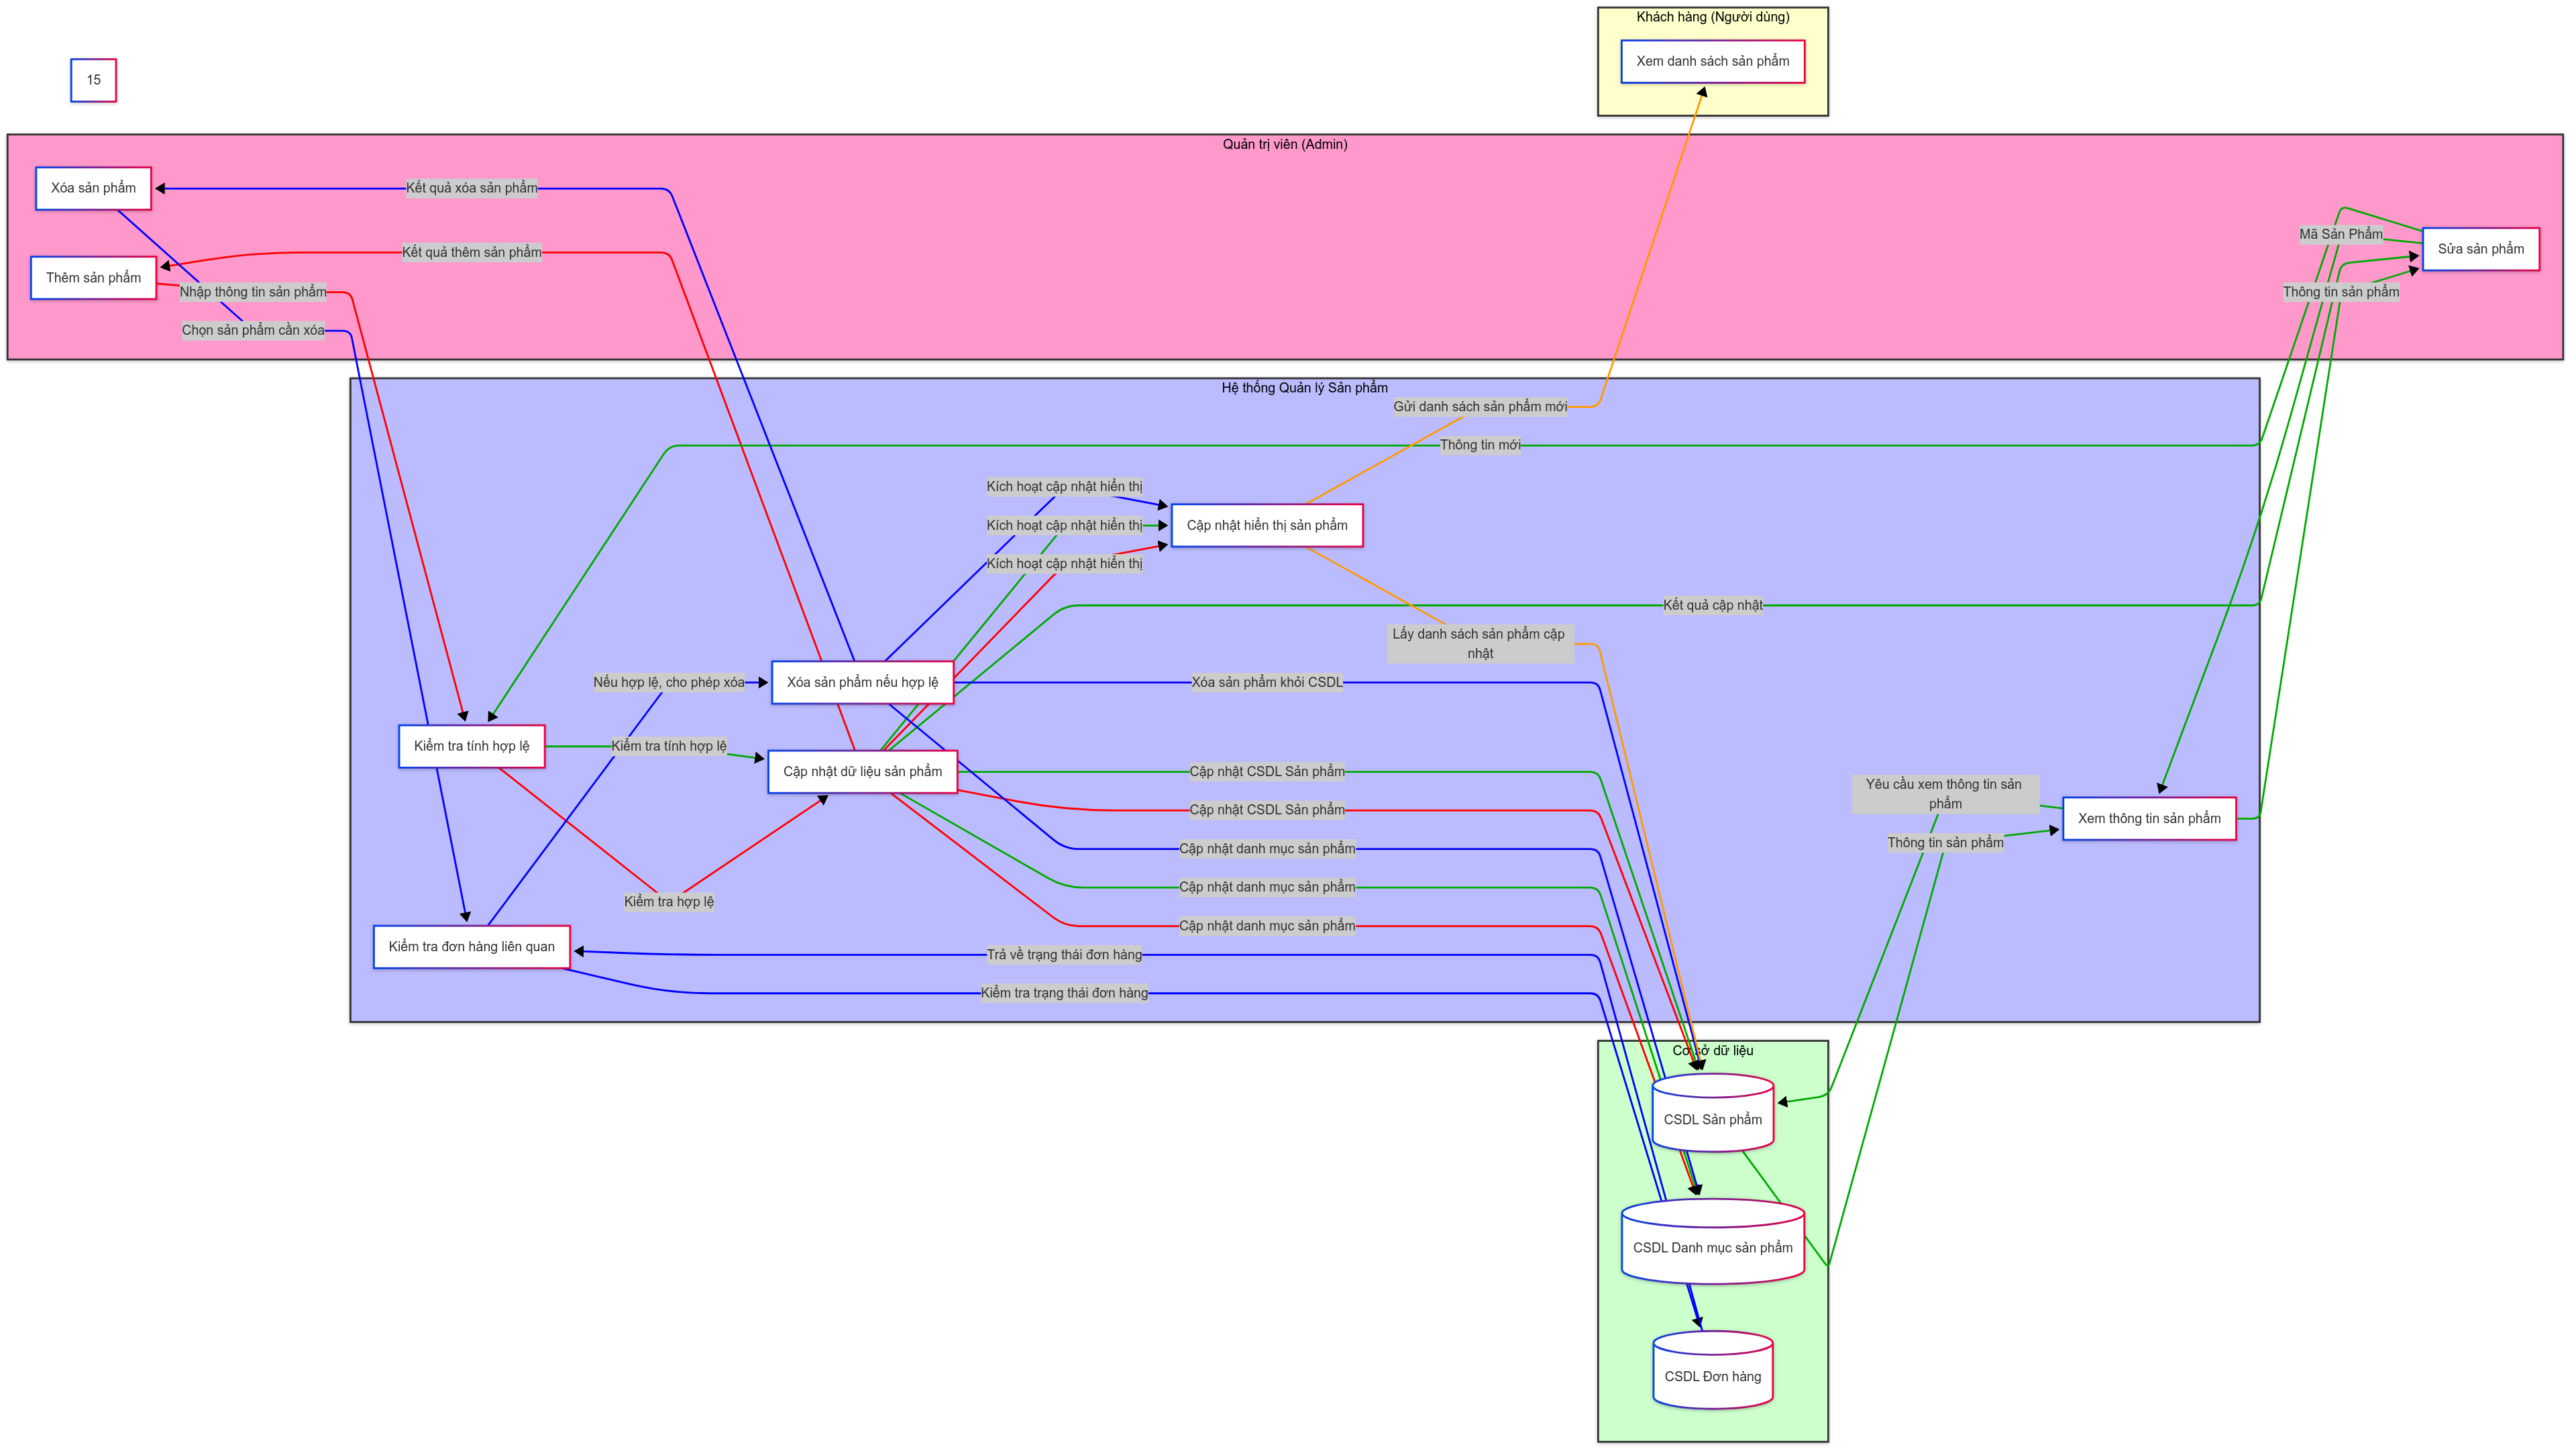 Khách hàng (Người dùng)
Xem danh sách sản phẩm
15
Quản trị viên (Admin)
Xóa sản phẩm
Kết quả xóa sản phẩm
Mã Sản Phẩm
Sửa sản phẩm
Kết quả thêm sản phẩm
Thêm sản phẩm
Nhập thông tin sản phẩm
Thông tin sản phẩm
Chọn sản phẩm cần xóa
Hệ thống Quản lý Sản phẩm
Gửi danh sách sản phẩm mới
Thông tin mới
Kích hoạt cập nhật hiển thị
Kích hoạt cập nhật hiển thị
Cập nhật hiển thị sản phẩm
Kích hoạt cập nhật hiển thị
Kết quả cập nhật
Lấy danh sách sản phẩm cập
nhật
Nếu hợp lệ, cho phép xóa
Xóa sản phẩm nếu hợp lệ
Xóa sản phẩm khỏi CSDL
Kiểm tra tính hợp lệ
Kiểm tra tính hợp lệ
Cập nhật dữ liệu sản phẩm
Cập nhật CSDL Sản phẩm
Yêu cầu xem thông tin sản
phẩm
Cập nhật CSDL Sản phẩm
Xem thông tin sản phẩm
Thông tin sản phẩm
Cập nhật danh mục sản phẩm
Cập nhật danh mục sản phẩm
Kiểm tra hợp lệ
Cập nhật danh mục sản phẩm
Kiểm tra đơn hàng liên quan
Trả về trạng thái đơn hàng
Kiểm tra trạng thái đơn hàng
Cơ sở dữ liệu
CSDL Sản phẩm
CSDL Danh mục sản phẩm
CSDL Đơn hàng